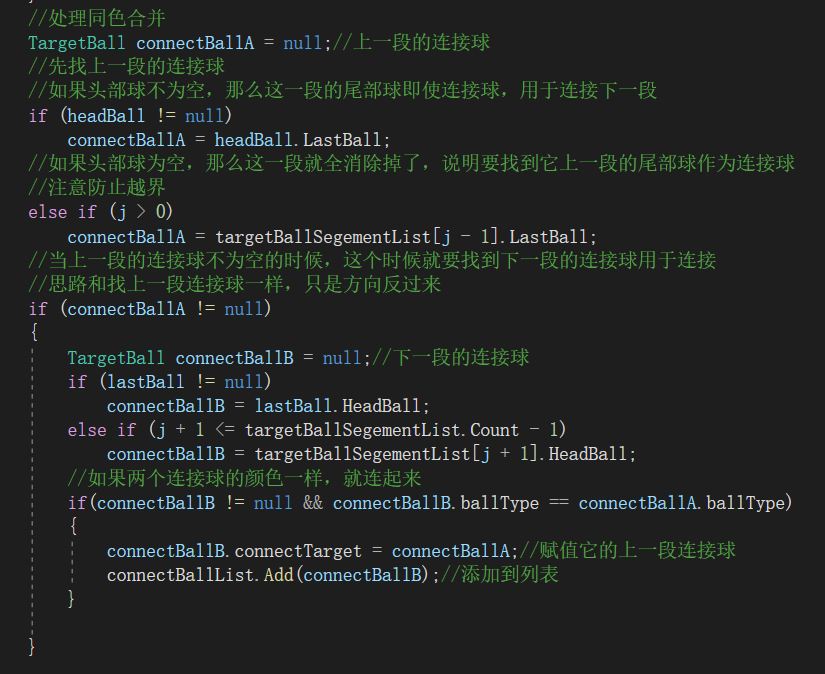 //处理同色合并
TargetBall connectBallA = null;//上一段的连接球
//先找上一段的连接球
//如果头部球不为空，那么这一段的尾部球即使连接球，用于连接下一段
if (headBall != null)
    connectBallA = headBall.LastBall;
//如果头部球为空，那么这一段就全消除掉了，说明要找到它上一段的尾部球作为连接球
//注意防止越界
else if (j > 0)
    connectBallA = targetBallSegementList[j - 1].LastBall;
//当上一段的连接球不为空的时候，这个时候就要找到下一段的连接球用于连接
//思路和找上一段连接球一样，只是方向反过来
if (connectBallA != null)
{
    TargetBall connectBallB = null;//下一段的连接球
    if (lastBall != null)
        connectBallB = lastBall.HeadBall;
    else if (j + 1 <= targetBallSegementList.Count - 1)
        connectBallB = targetBallSegementList[j + 1].HeadBall;
    //如果两个连接球的颜色一样，就连起来
    if(connectBallB != null && connectBallB.ballType == connectBallA.ballType)
    {
        connectBallB.connectTarget = connectBallA;//赋值它的上一段连接球
        connectBallList.Add(connectBallB);//添加到列表
    }
}